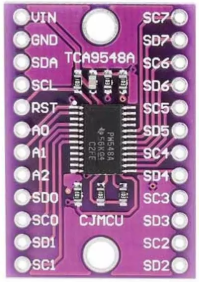 VIN
GND
SDA
SCL
RST
A0
A1
A2
SD0
SC0
SD1
SC1
TCA9548A
PW548A
CJMCU
SC7
SD7
SC6
SD6
SC5
SD5
SC4
SD4
SC3
SD3
SC2
SD2